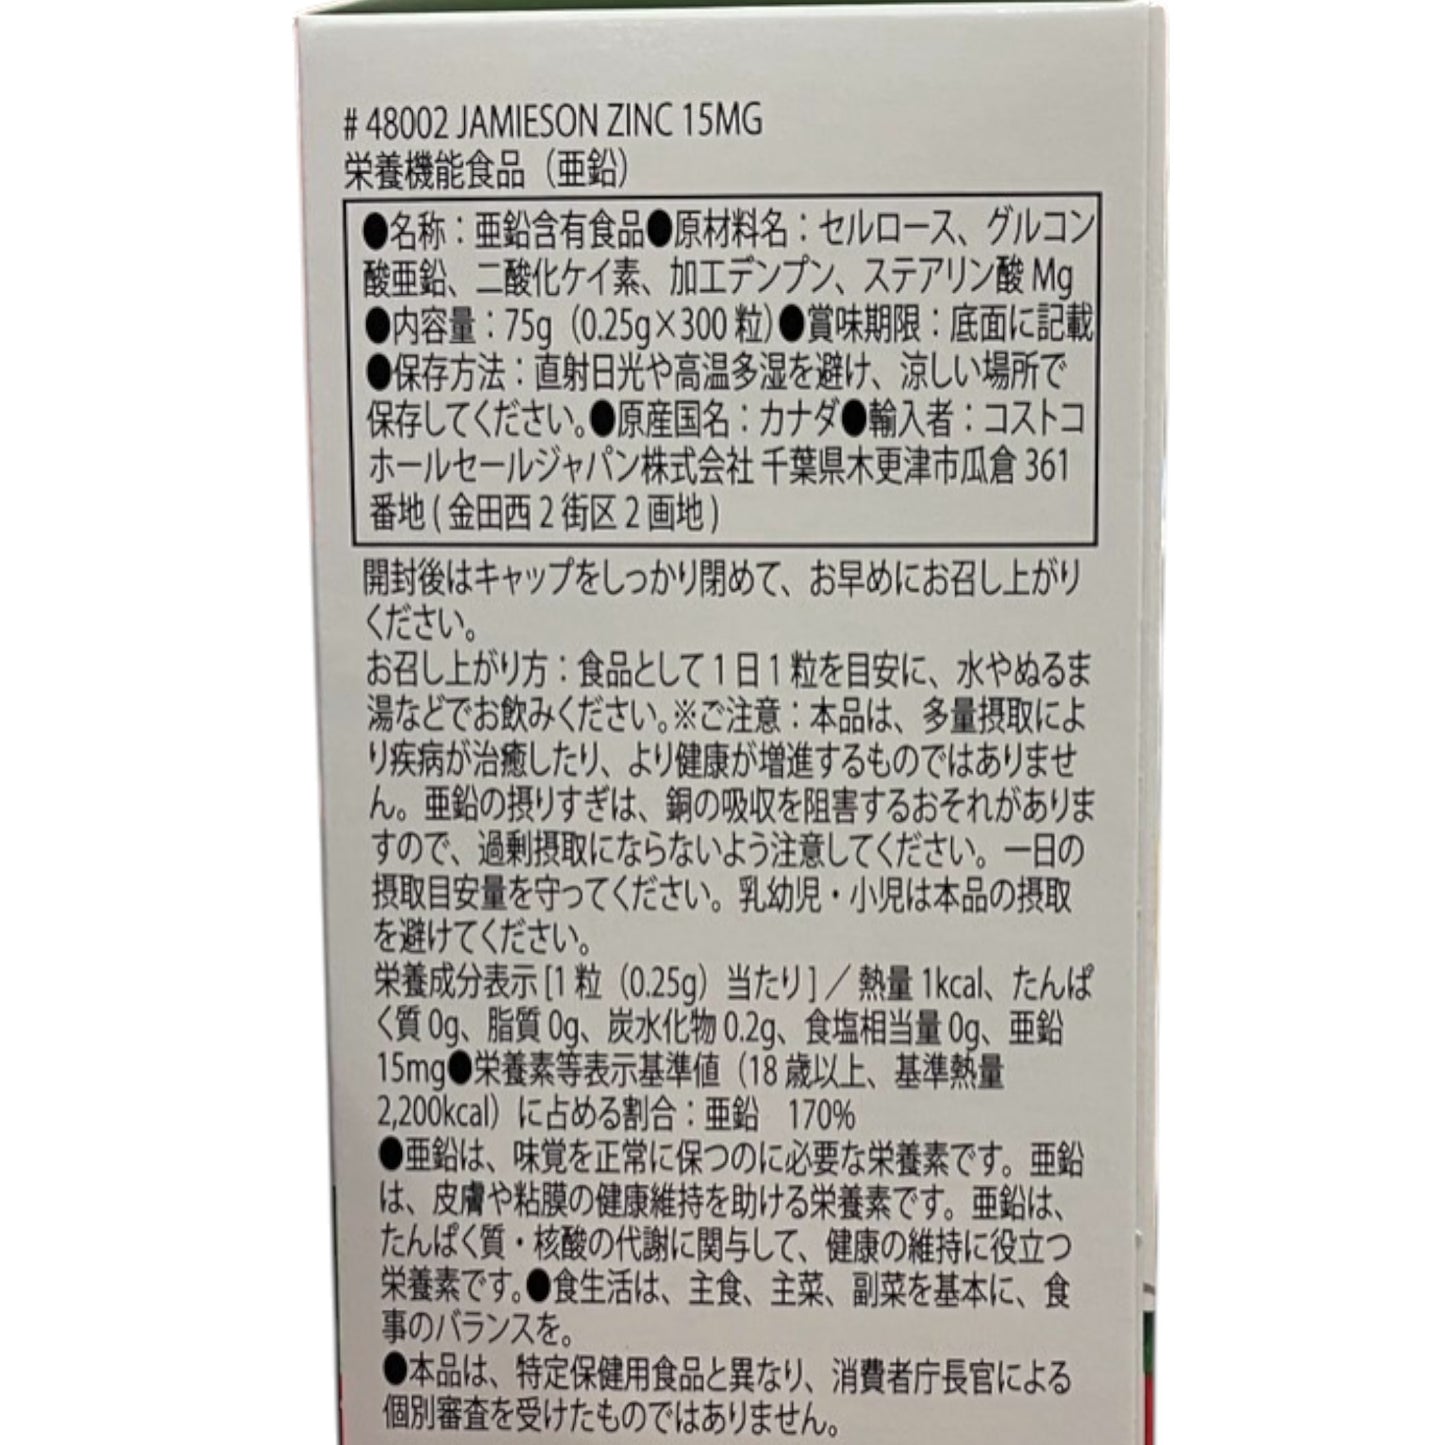 # 48002 JAMIESON ZINC 15MG
栄養機能食品（亜鉛）
●名称：亜鉛含有食品●原材料名：セルロース、グルコン
酸亜鉛、二酸化ケイ素、加工デンプン、ステアリン酸 Mg
●内容量：75g（0.25g×300 粒）●賞味期限：底面に記載
●保存方法：直射日光や高温多湿を避け、涼しい場所で
保存してください。●原産国名：カナダ●輸入者：コストコ
ホールセールジャパン株式会社 千葉県木更津市瓜倉 361
番地 ( 金田西 2 街区 2 画地 )
開封後はキャップをしっかり閉めて、お早めにお召し上がり
ください。
お召し上がり方：食品として 1 日 1 粒を目安に、水やぬるま
湯などでお飲みください。※ご注意：本品は、多量摂取によ
り疾病が治癒したり、より健康が増進するものではありませ
ん。亜鉛の摂りすぎは、銅の吸収を阻害するおそれがありま
すので、過剰摂取にならないよう注意してください。一日の
摂取目安量を守ってください。乳幼児・小児は本品の摂取
を避けてください。
栄養成分表示 [1 粒（0.25g）当たり] ／ 熱量 1kcal、たんぱ
く質 0g、脂質 0g、炭水化物 0.2g、食塩相当量 0g、亜鉛
15mg●栄養素等表示基準値（18 歳以上、基準熱量
2,200kcal）に占める割合：亜鉛　170%
●亜鉛は、味覚を正常に保つのに必要な栄養素です。亜鉛
は、皮膚や粘膜の健康維持を助ける栄養素です。亜鉛は、
たんぱく質・核酸の代謝に関与して、健康の維持に役立つ
栄養素です。●食生活は、主食、主菜、副菜を基本に、食
事のバランスを。
●本品は、特定保健用食品と異なり、消費者庁長官による
個別審査を受けたものではありません。